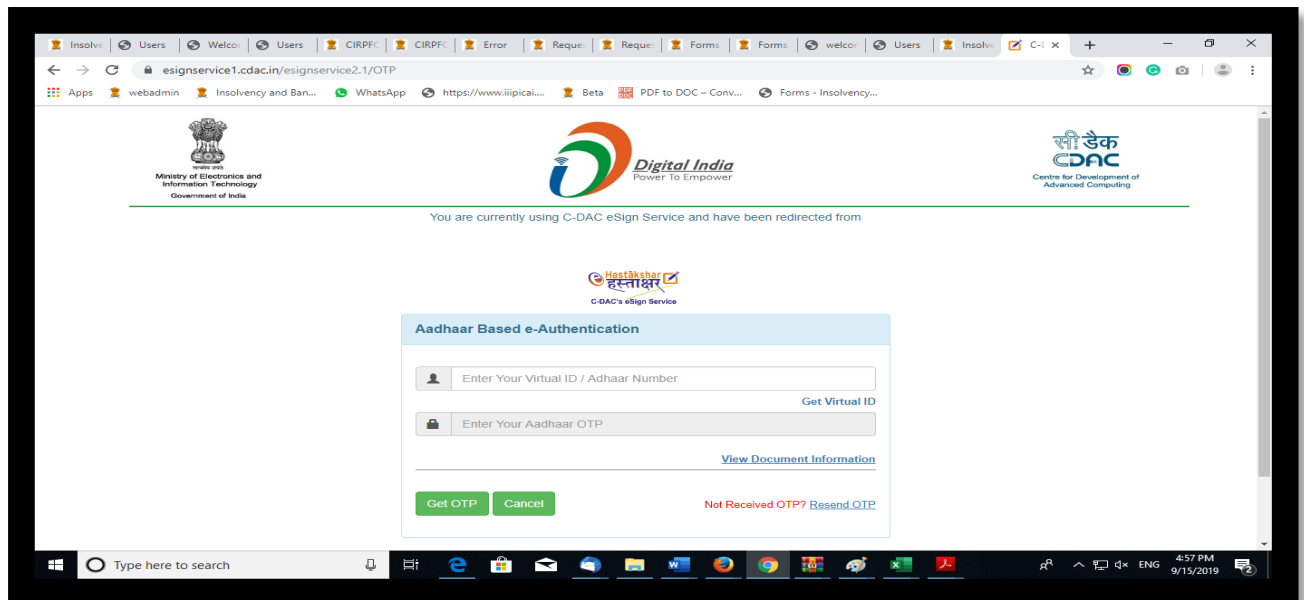 Insolve Users Welcor Users CIRPFC CIRPFC Error Reque: Reque: Forms Forms welcor Users Insolve C-D
esignservice1.cdac.in/esignservice2.1/OTP
Apps webadmin Insolvency and Ban... WhatsApp https://www.iiipicai.... Beta PDF to DOC – Conv... Forms - Insolvency...
सत्यमेव जयते
Ministry of Electronics and
Information Technology
Government of India
Digital India
Power To Empower
सी डैक
CDAC
Centre for Development of
Advanced Computing
You are currently using C-DAC eSign Service and have been redirected from
e Hastākshar
हस्ताक्षर
C-DAC's eSign Service
Aadhaar Based e-Authentication
Enter Your Virtual ID / Adhaar Number
Get Virtual ID
Enter Your Aadhaar OTP
View Document Information
Get OTP Cancel Not Received OTP? Resend OTP
Type here to search ENG 4:57 PM
9/15/2019
2